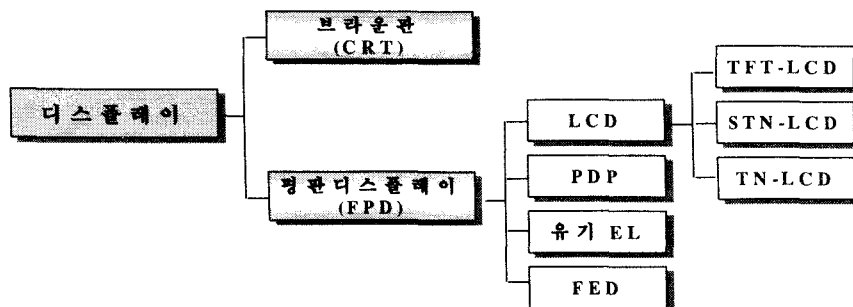 디스플레이
브라운관
(CRT)
평판디스플레이
(FPD)
LCD
PDP
유기 EL
FED
TFT-LCD
STN-LCD
TN-LCD